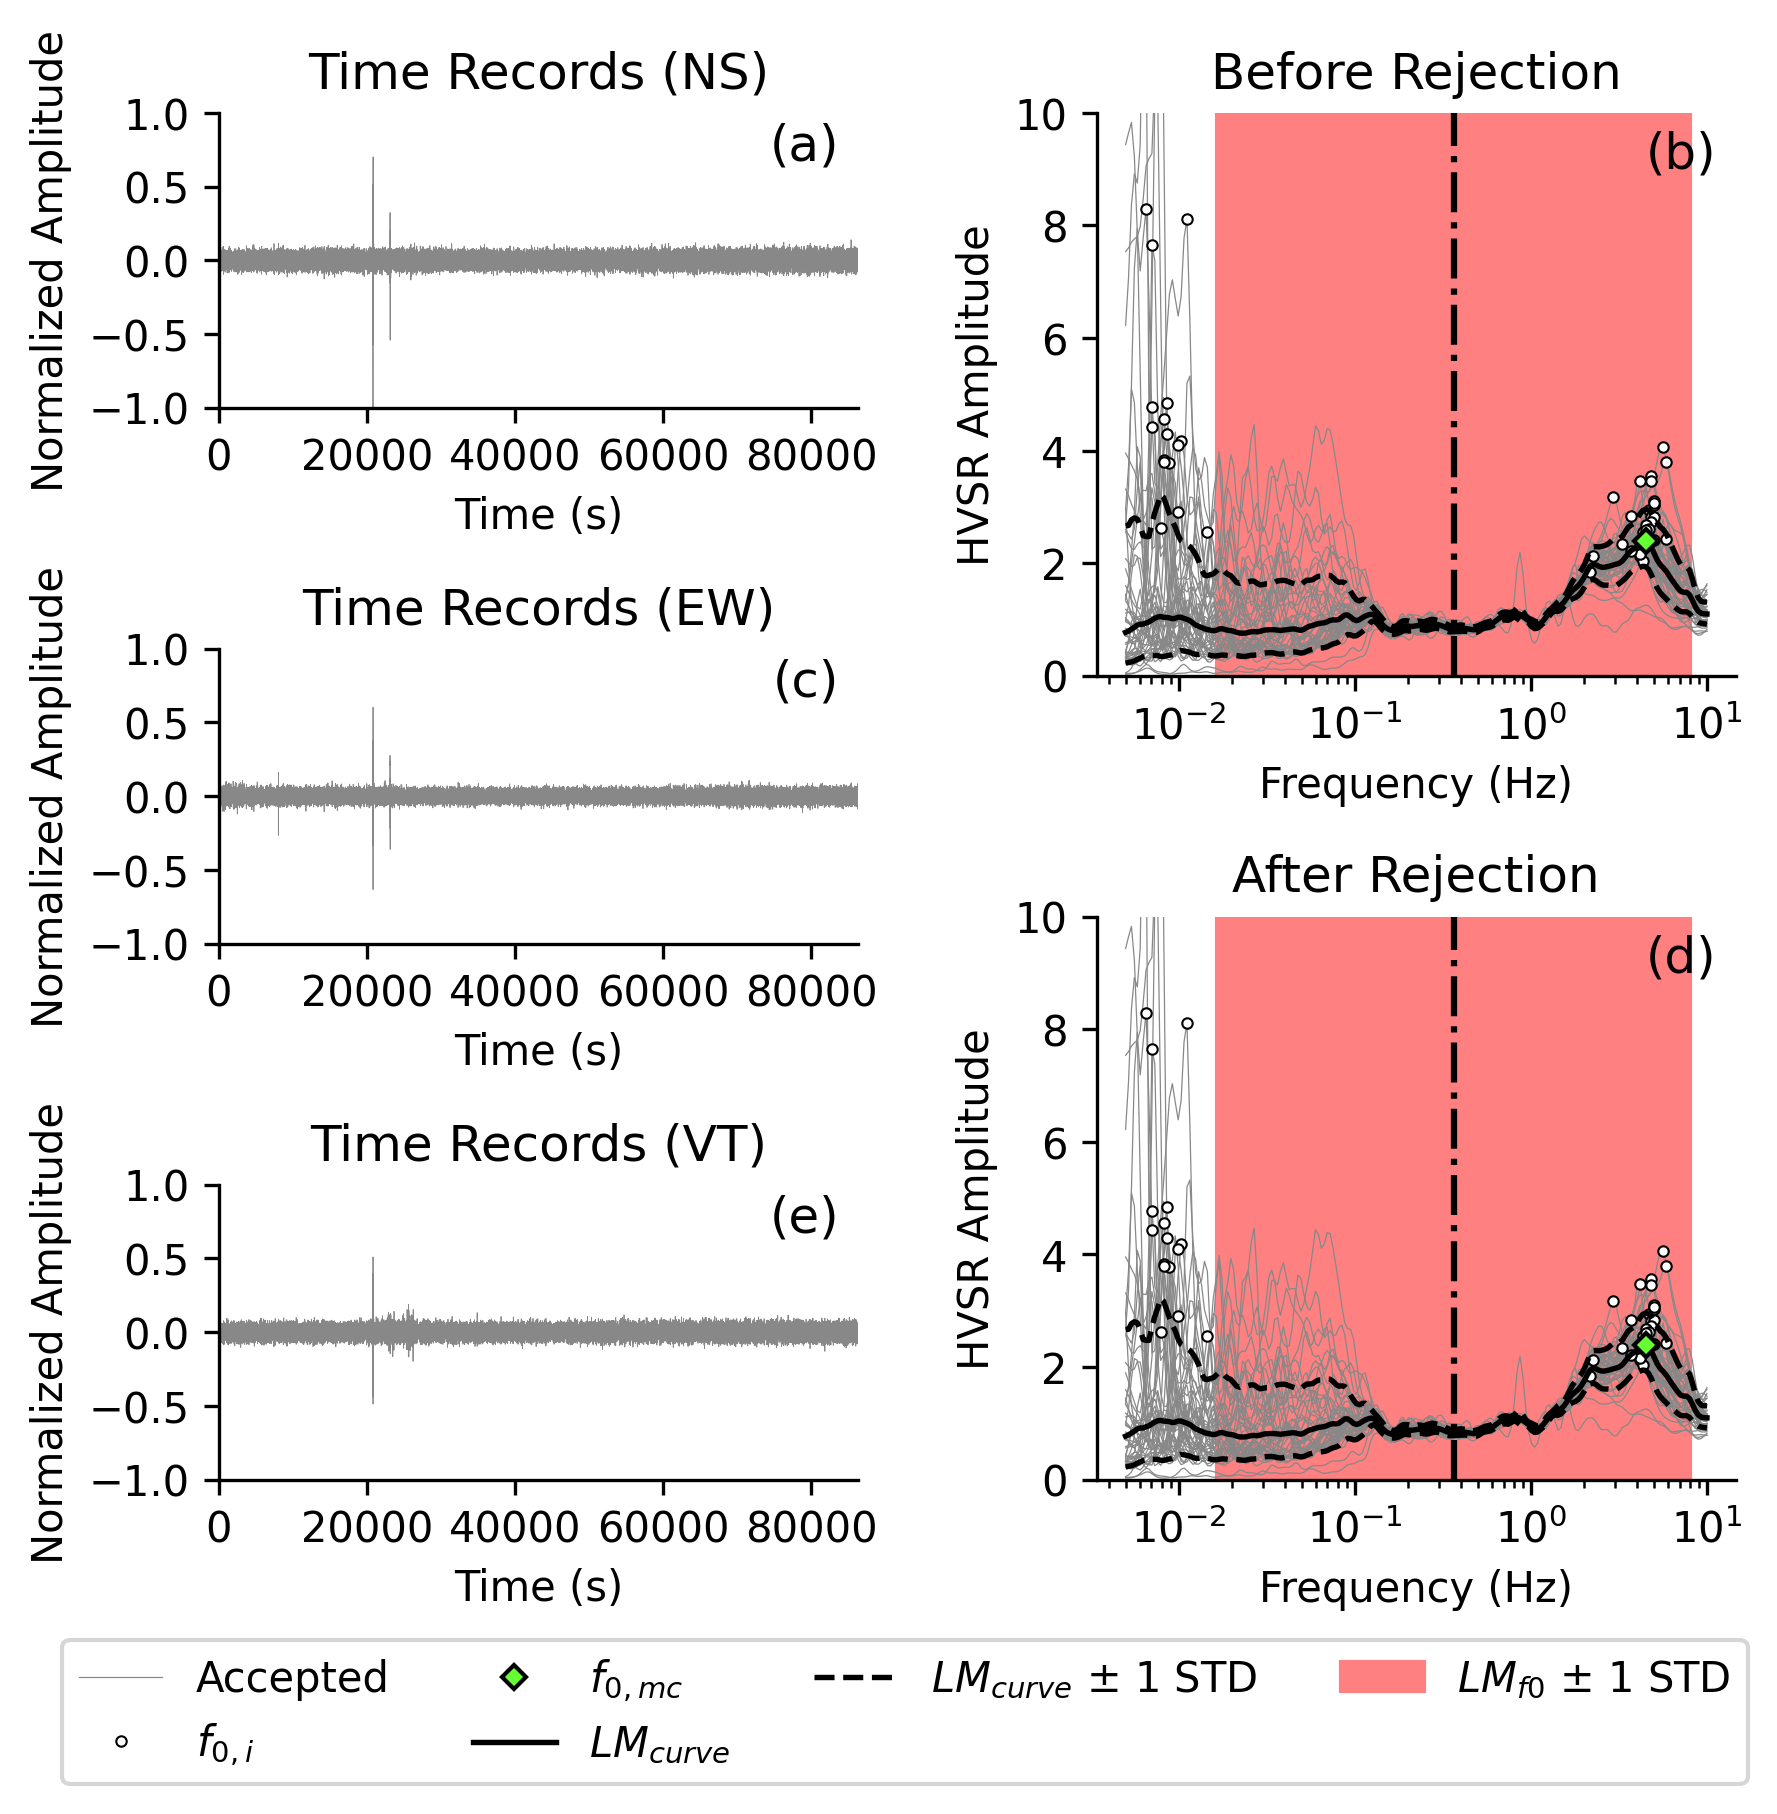 Time Records (NS)
Normalized Amplitude
1.0
0.5
0.0
−0.5
−1.0
(a)
0 20000 40000 60000 80000
Time (s)
Before Rejection
HVSR Amplitude
10
8
6
4
2
0
(b)
10⁻² 10⁻¹ 10⁰ 10¹
Frequency (Hz)
Time Records (EW)
Normalized Amplitude
1.0
0.5
0.0
−0.5
−1.0
(c)
0 20000 40000 60000 80000
Time (s)
After Rejection
HVSR Amplitude
10
8
6
4
2
0
(d)
10⁻² 10⁻¹ 10⁰ 10¹
Frequency (Hz)
Time Records (VT)
Normalized Amplitude
1.0
0.5
0.0
−0.5
−1.0
(e)
0 20000 40000 60000 80000
Time (s)
Accepted f0,mc LMcurve ± 1 STD LMf0 ± 1 STD
f0,i LMcurve